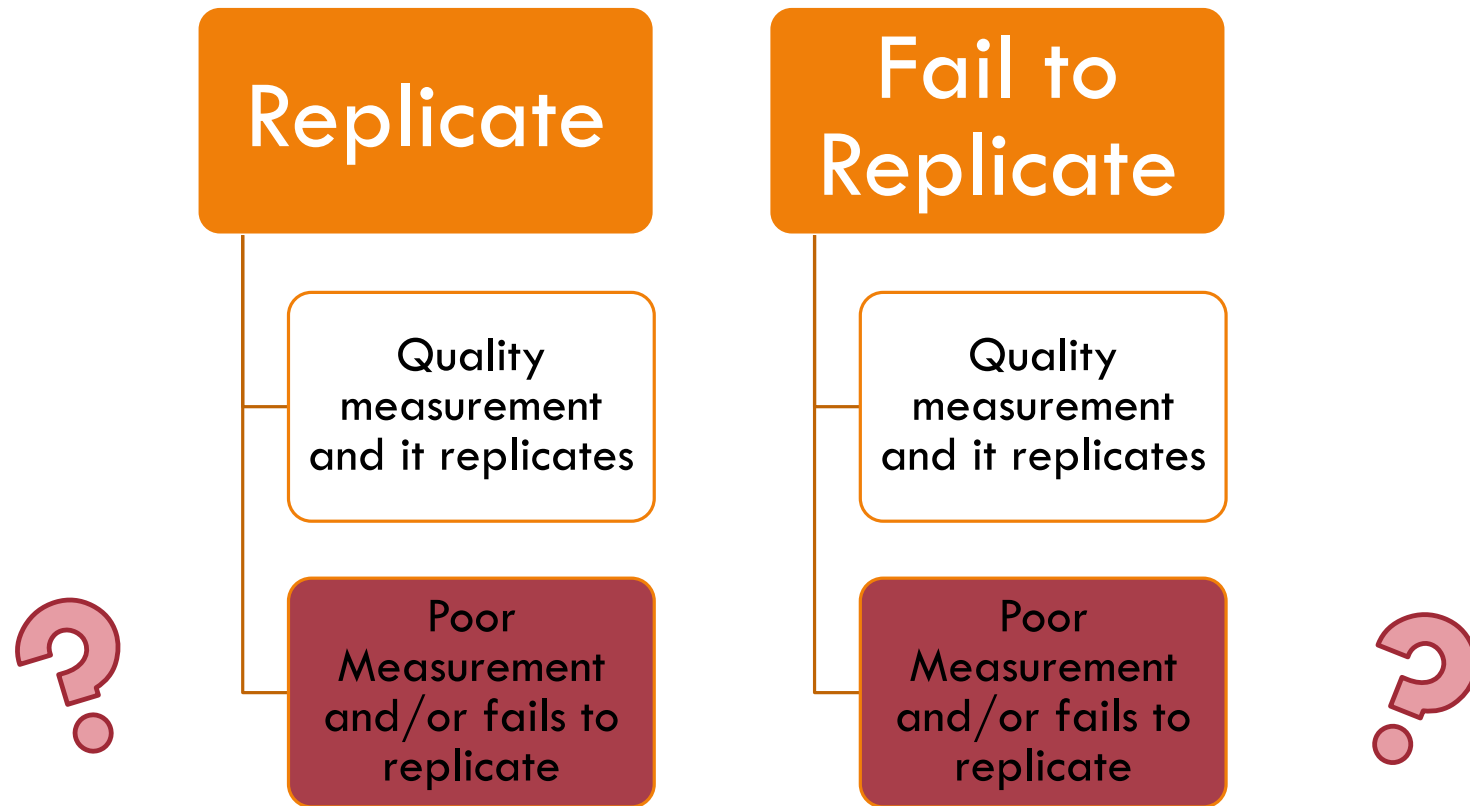 Replicate
Quality
measurement
and it replicates
Poor
Measurement
and/or fails to
replicate
Fail to
Replicate
Quality
measurement
and it replicates
Poor
Measurement
and/or fails to
replicate
?
?